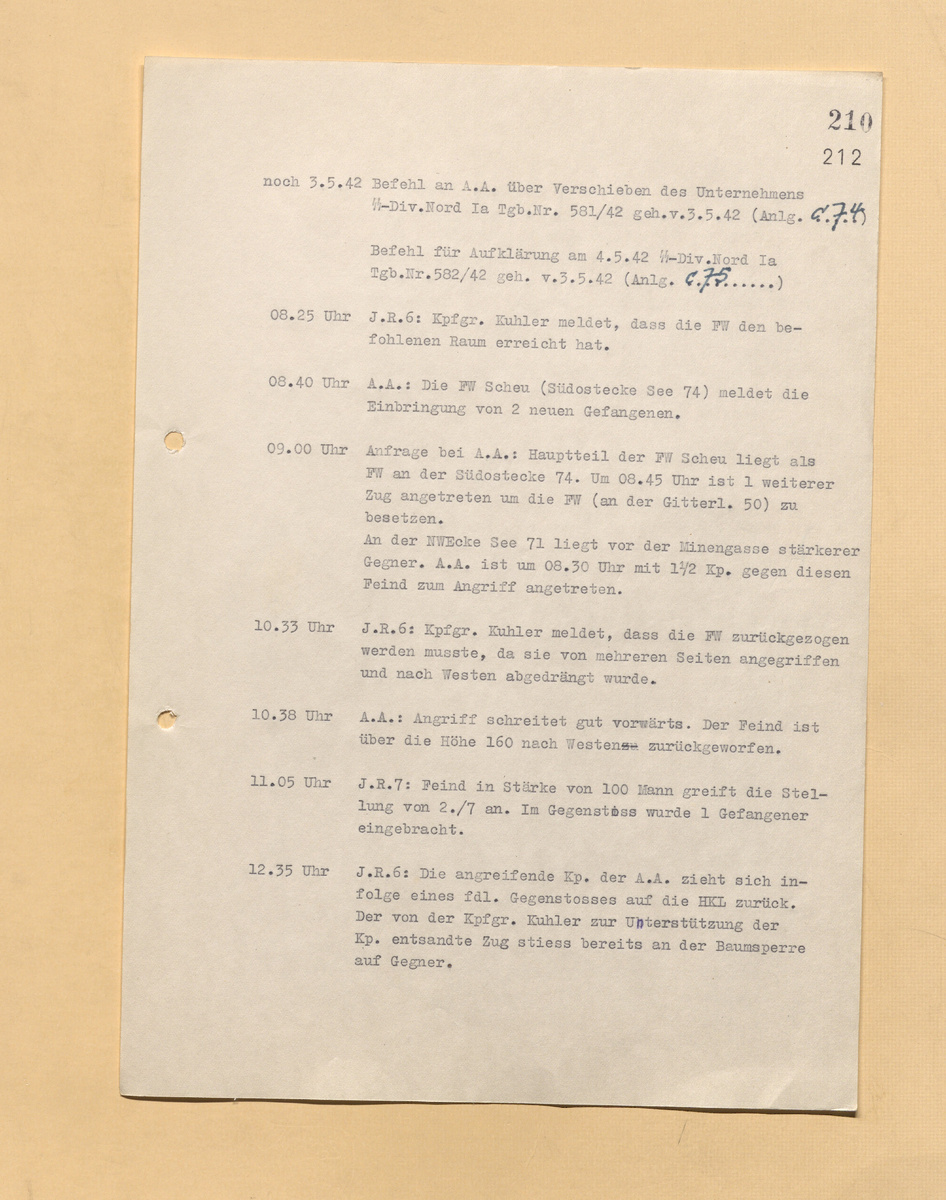 210
212
noch 3.5.42 Befehl an A.A. über Verschieben des Unternehmens
ᛋᛋ-Div.Nord Ia Tgb.Nr. 581/42 geh.v.3.5.42 (Anlg. C.74)
Befehl für Aufklärung am 4.5.42 ᛋᛋ-Div.Nord Ia
Tgb.Nr.582/42 geh. v.3.5.42 (Anlg. C.75......)
08.25 Uhr J.R.6: Kpfgr. Kuhler meldet, dass die FW den be-
fohlenen Raum erreicht hat.
08.40 Uhr A.A.: Die FW Scheu (Südostecke See 74) meldet die
Einbringung von 2 neuen Gefangenen.
09.00 Uhr Anfrage bei A.A.: Hauptteil der FW Scheu liegt als
FW an der Südostecke 74. Um 08.45 Uhr ist 1 weiterer
Zug angetreten um die FW (an der Gitterl. 50) zu
besetzen.
An der NWEcke See 71 liegt vor der Minengasse stärkerer
Gegner. A.A. ist um 08.30 Uhr mit 1½ Kp. gegen diesen
Feind zum Angriff angetreten.
10.33 Uhr J.R.6: Kpfgr. Kuhler meldet, dass die FW zurückgezogen
werden musste, da sie von mehreren Seiten angegriffen
und nach Westen abgedrängt wurde.
10.38 Uhr A.A.: Angriff schreitet gut vorwärts. Der Feind ist
über die Höhe 160 nach Westenzu zurückgeworfen.
11.05 Uhr J.R.7: Feind in Stärke von 100 Mann greift die Stel-
lung von 2./7 an. Im Gegenstoss wurde 1 Gefangener
eingebracht.
12.35 Uhr J.R.6: Die angreifende Kp. der A.A. zieht sich in-
folge eines fdl. Gegenstosses auf die HKL zurück.
Der von der Kpfgr. Kuhler zur Unterstützung der
Kp. entsandte Zug stiess bereits an der Baumsperre
auf Gegner.